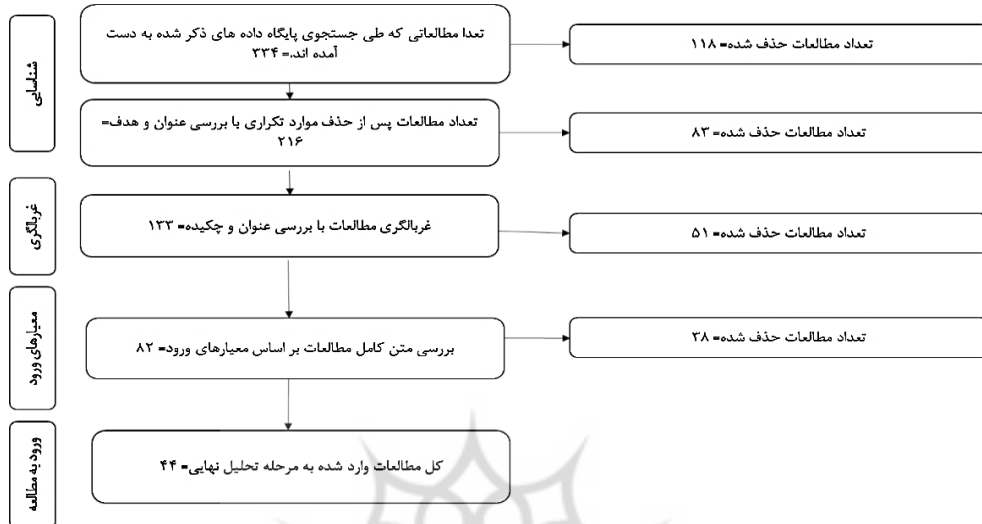 شناسایی
تعدا مطالعاتی که طی جستجوی پایگاه داده های ذکر شده به دست
آمده اند.= ۳۳۴
تعداد مطالعات حذف شده= ۱۱۸
تعداد مطالعات پس از حذف موارد تکراری با بررسی عنوان و هدف=
۲۱۶
تعداد مطالعات حذف شده= ۸۳
غربالگری
غربالگری مطالعات با بررسی عنوان و چکیده= ۱۳۳
تعداد مطالعات حذف شده= ۵۱
معیارهای ورود
بررسی متن کامل مطالعات بر اساس معیارهای ورود= ۸۲
تعداد مطالعات حذف شده= ۳۸
ورود به مطالعه
کل مطالعات وارد شده به مرحله تحلیل نهایی= ۴۴